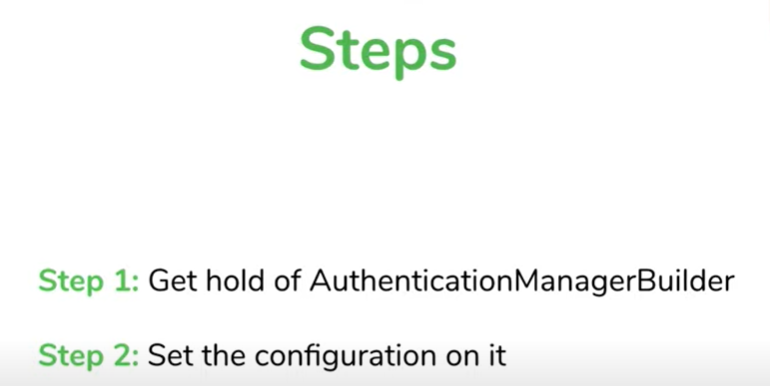 Steps
Step 1: Get hold of AuthenticationManagerBuilder
Step 2: Set the configuration on it